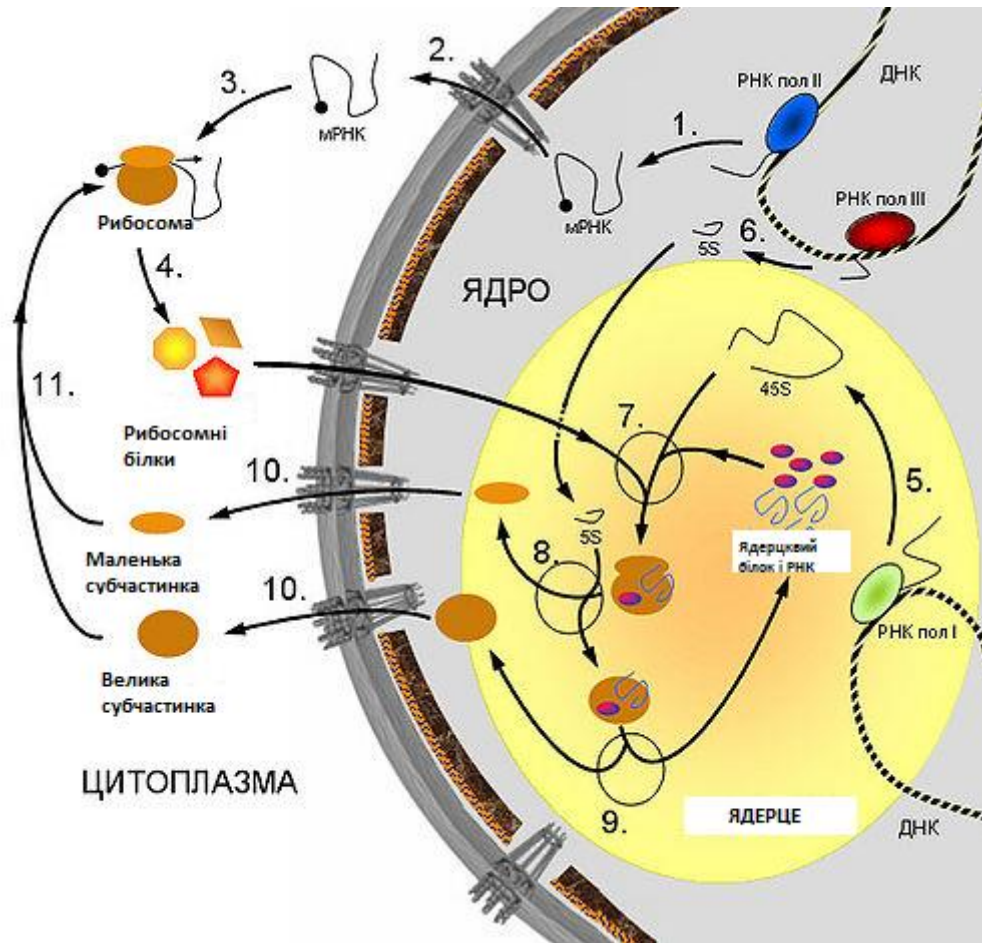 2.
3.
РНК пол II
ДНК
1.
мРНК
мРНК
РНК пол III
Рибосома
6.
5S
4.
ЯДРО
45S
11.
7.
Рибосомні
білки
10.
5.
5S
Ядерцквий
білок і РНК
8.
Маленька
субчастинка
10.
РНК пол I
Велика
субчастинка
ЦИТОПЛАЗМА
9.
ЯДЕРЦЕ
ДНК